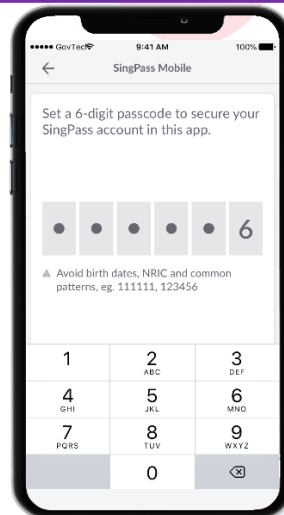 GovTech
9:41 AM
100%
SingPass Mobile
Set a 6-digit passcode to secure your
SingPass account in this app.
6
Avoid birth dates, NRIC and common
patterns, eg. 111111, 123456
1 2 3
ABC DEF
4 5 6
GHI JKL MNO
7 8 9
PQRS TUV WXYZ
0